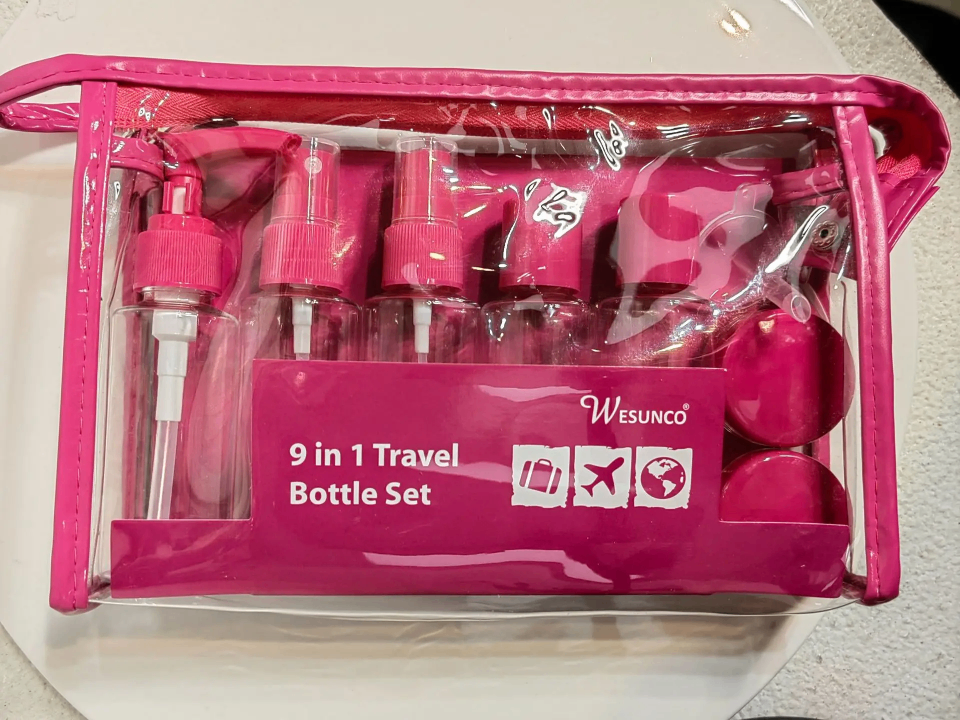 WESUNCO®
9 in 1 Travel
Bottle Set